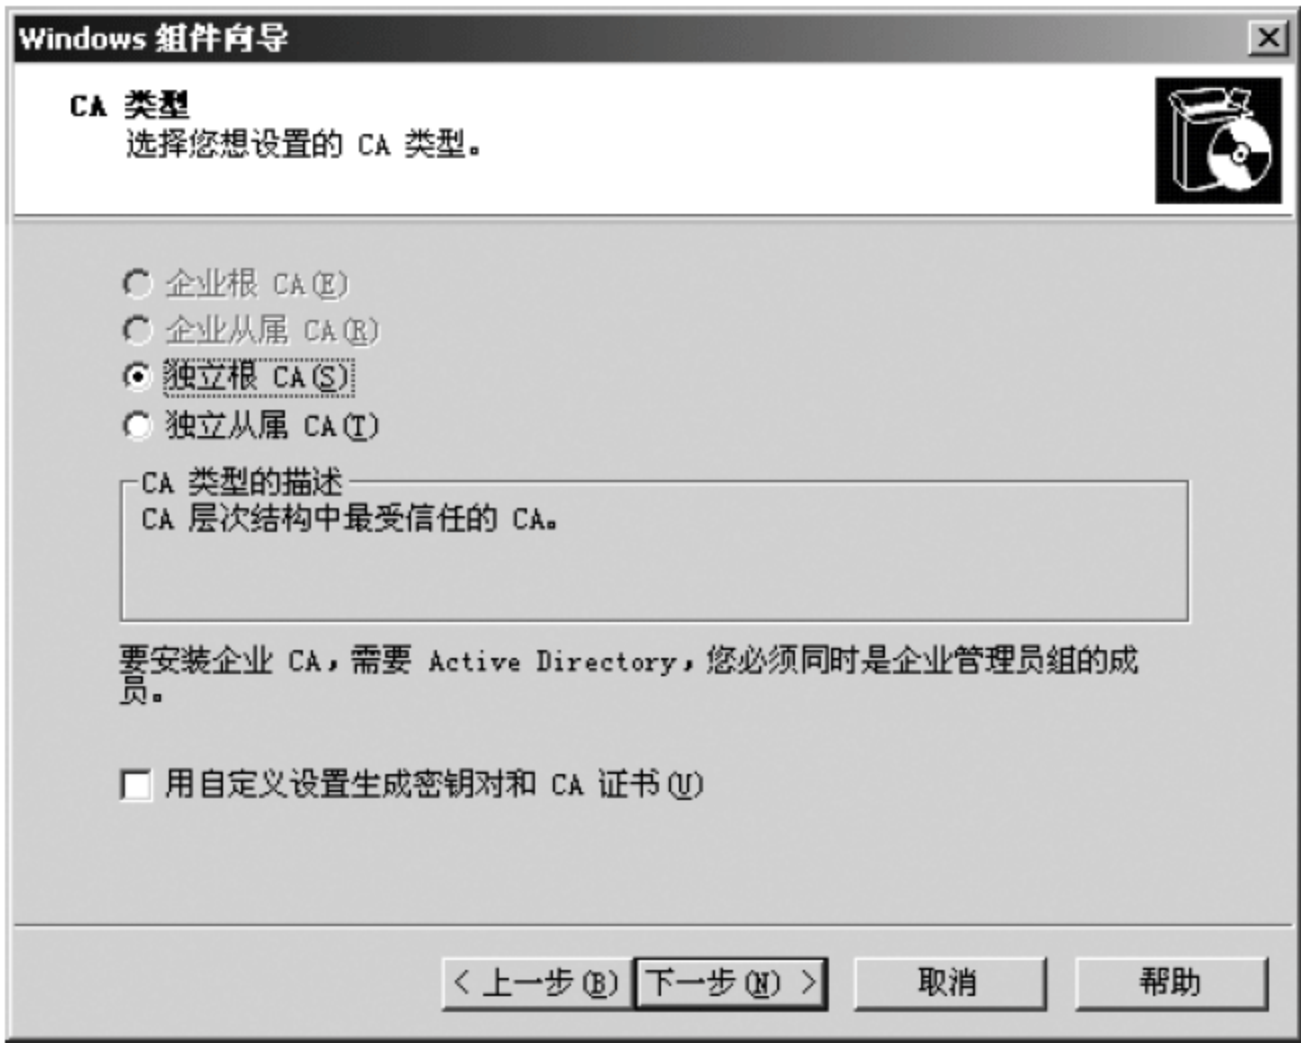 Windows 组件向导
CA 类型
选择您想设置的 CA 类型。
企业根 CA(E)
企业从属 CA(R)
独立根 CA(S)
独立从属 CA(T)
CA 类型的描述
CA 层次结构中最受信任的 CA。
要安装企业 CA，需要 Active Directory，您必须同时是企业管理员组的成
员。
用自定义设置生成密钥对和 CA 证书(U)
< 上一步(B) 下一步(N) > 取消 帮助